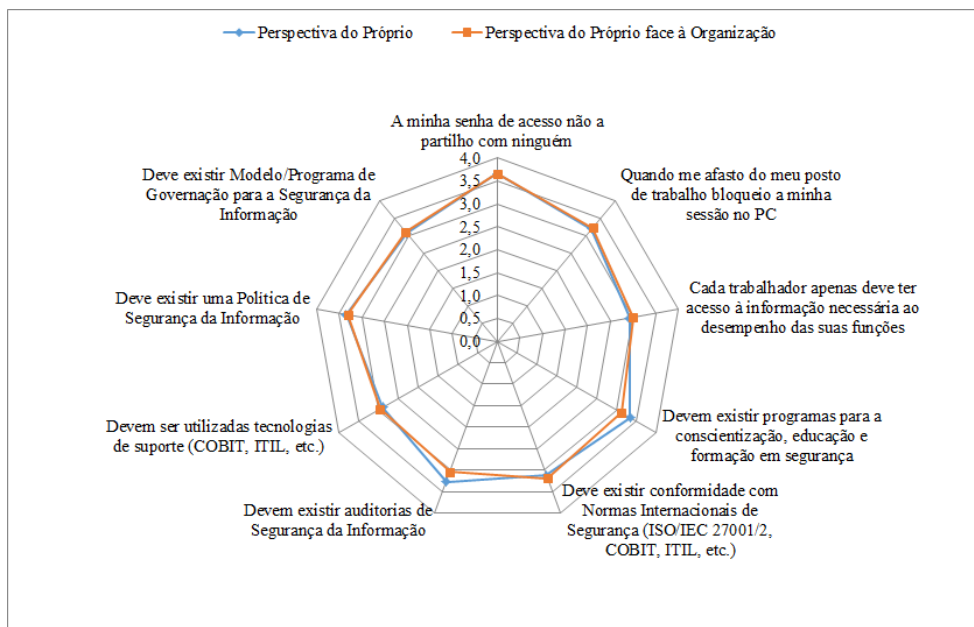 Perspectiva do Próprio
Perspectiva do Próprio face à Organização
A minha senha de acesso não a
partilho com ninguém
Quando me afasto do meu posto
de trabalho bloqueio a minha
sessão no PC
Cada trabalhador apenas deve ter
acesso à informação necessária ao
desempenho das suas funções
Devem existir programas para a
conscientização, educação e
formação em segurança
Deve existir conformidade com
Normas Internacionais de
Segurança (ISO/IEC 27001/2,
COBIT, ITIL, etc.)
Devem existir auditorias de
Segurança da Informação
Devem ser utilizadas tecnologias
de suporte (COBIT, ITIL, etc.)
Deve existir uma Política de
Segurança da Informação
Deve existir Modelo/Programa de
Governação para a Segurança da
Informação
4,0
3,5
3,0
2,5
2,0
1,5
1,0
0,5
0,0